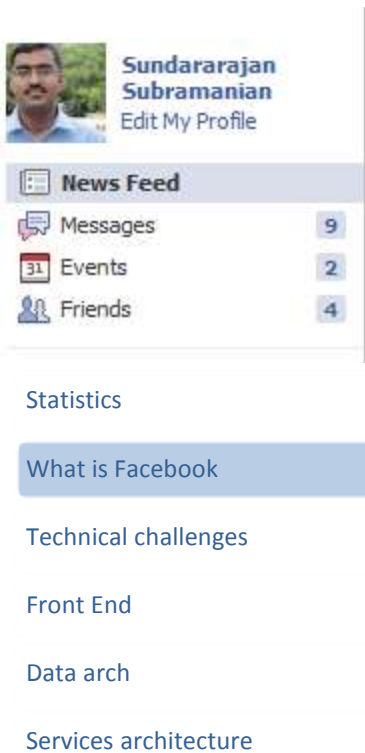 Sundararajan
Subramanian
Edit My Profile
News Feed
Messages 9
31 Events 2
Friends 4
Statistics
What is Facebook
Technical challenges
Front End
Data arch
Services architecture